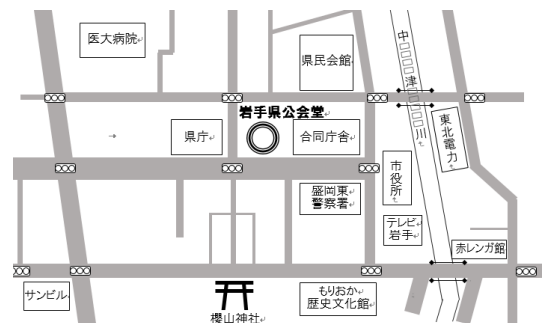 医大病院
県民会館
中津川
岩手県公会堂
県庁
合同庁舎
東北電力
市役所
盛岡東
警察署
テレビ
岩手
赤レンガ館
サンビル
櫻山神社
もりおか
歴史文化館